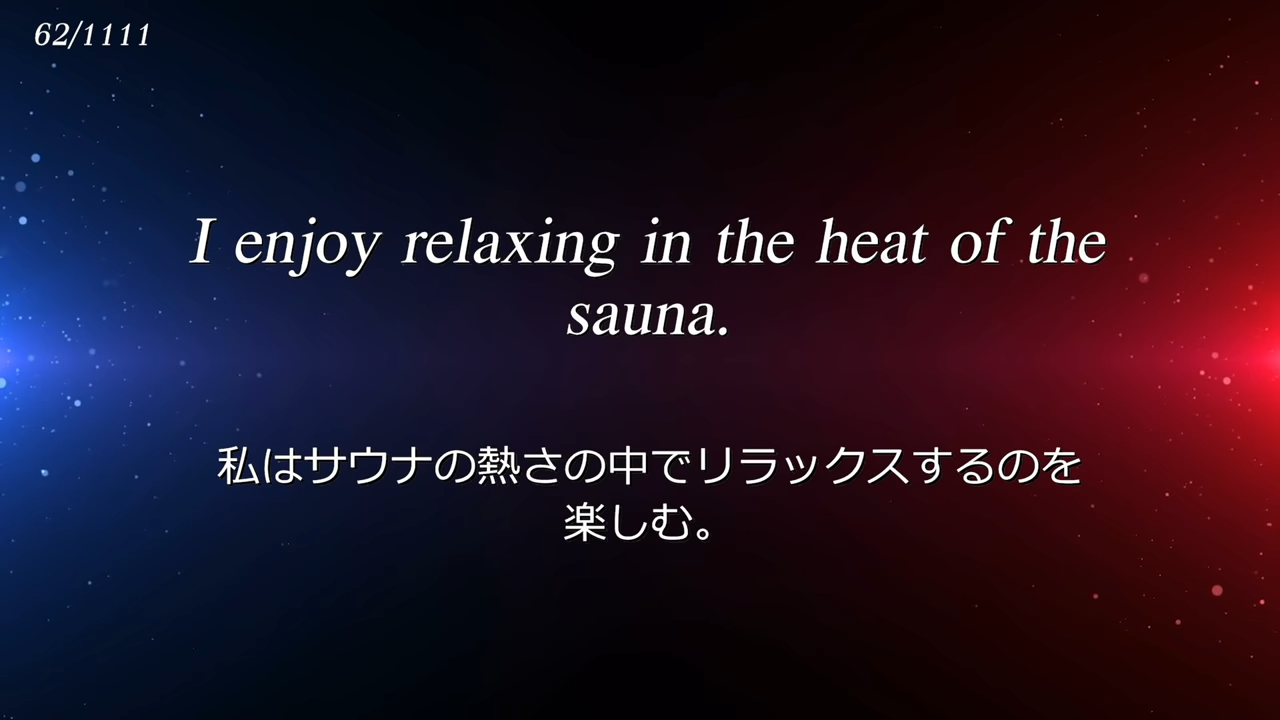 62/1111
I enjoy relaxing in the heat of the
sauna.
私はサウナの熱さの中でリラックスするのを
楽しむ。